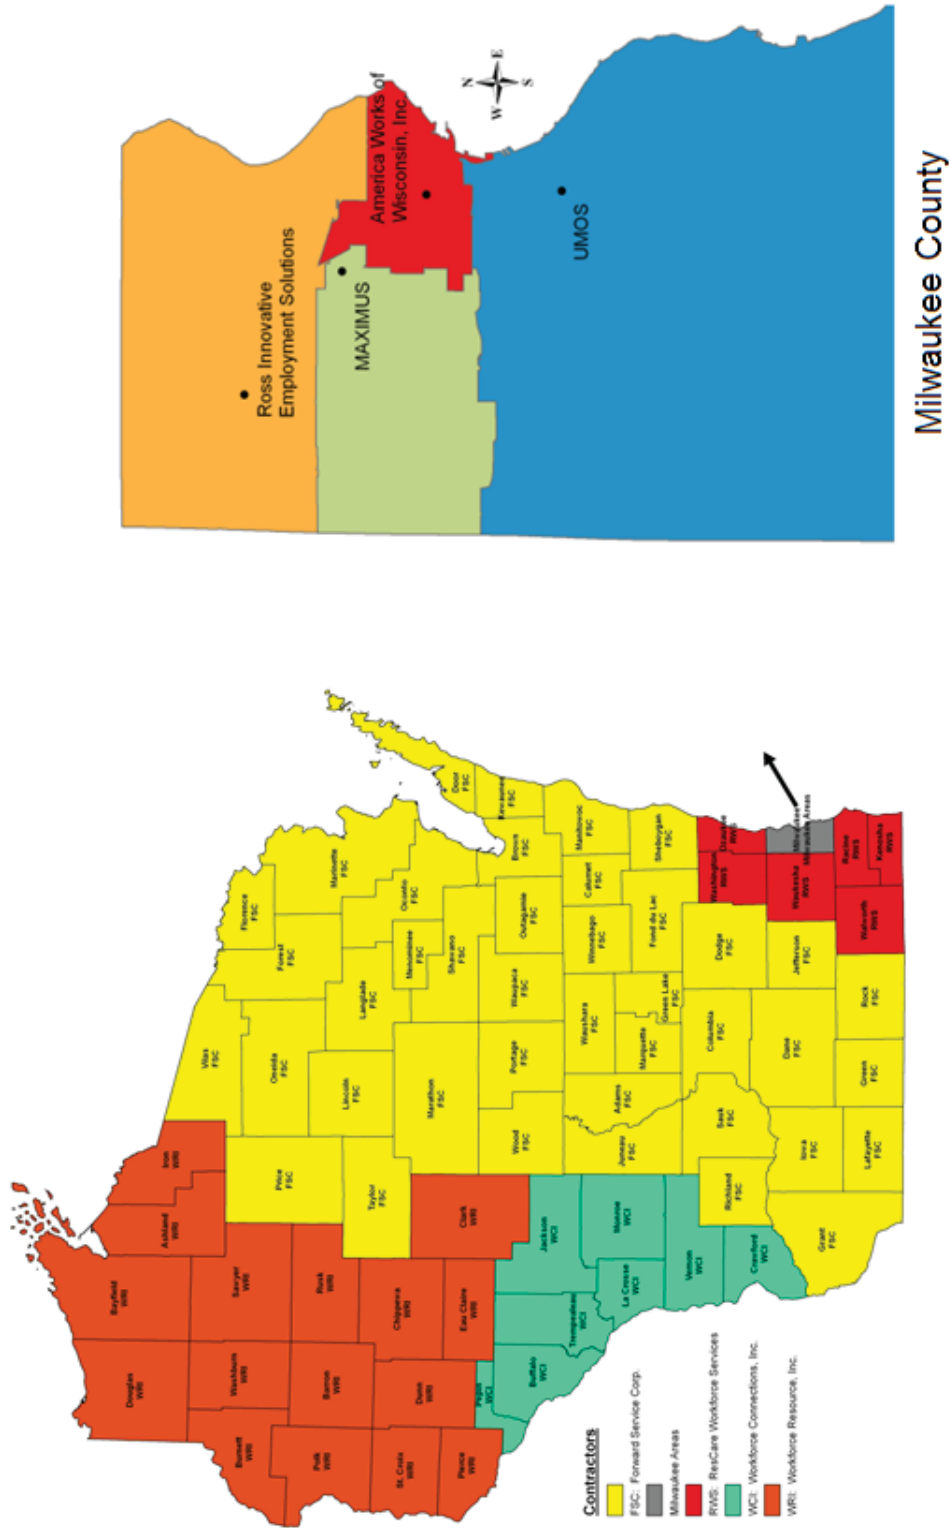 Ross Innovative
Employment Solutions
MAXIMUS
America Works of
Wisconsin, Inc.
UMOS
N
W
E
S
Milwaukee County
Douglas
WRI
Bayfield
WRI
Ashland
WRI
Iron
WRI
Vilas
FSC
Florence
FSC
Burnett
WRI
Washburn
WRI
Sawyer
WRI
Price
FSC
Oneida
FSC
Forest
FSC
Marinette
FSC
Polk
WRI
Barron
WRI
Rusk
WRI
Taylor
FSC
Lincoln
FSC
Langlade
FSC
Oconto
FSC
Menominee
FSC
Door
FSC
St. Croix
WRI
Dunn
WRI
Chippewa
WRI
Clark
WRI
Marathon
FSC
Shawano
FSC
Kewaunee
FSC
Pierce
WRI
Pepin
WCI
Eau Claire
WRI
Wood
FSC
Portage
FSC
Waupaca
FSC
Outagamie
FSC
Brown
FSC
Buffalo
WCI
Trempealeau
WCI
Jackson
WCI
Juneau
FSC
Adams
FSC
Waushara
FSC
Winnebago
FSC
Calumet
FSC
Manitowoc
FSC
La Crosse
WCI
Monroe
WCI
Marquette
FSC
Green Lake
FSC
Fond du Lac
FSC
Sheboygan
FSC
Vernon
WCI
Crawford
WCI
Richland
FSC
Sauk
FSC
Columbia
FSC
Dodge
FSC
Washington
RWS
Ozaukee
RWS
Grant
FSC
Iowa
FSC
Dane
FSC
Jefferson
FSC
Waukesha
RWS
Milwaukee
Milwaukee Areas
Lafayette
FSC
Green
FSC
Rock
FSC
Walworth
RWS
Racine
RWS
Kenosha
RWS
Contractors
FSC: Forward Service Corp.
Milwaukee Areas
RWS: ResCare Workforce Services
WCI: Workforce Connections, Inc.
WRI: Workforce Resource, Inc.